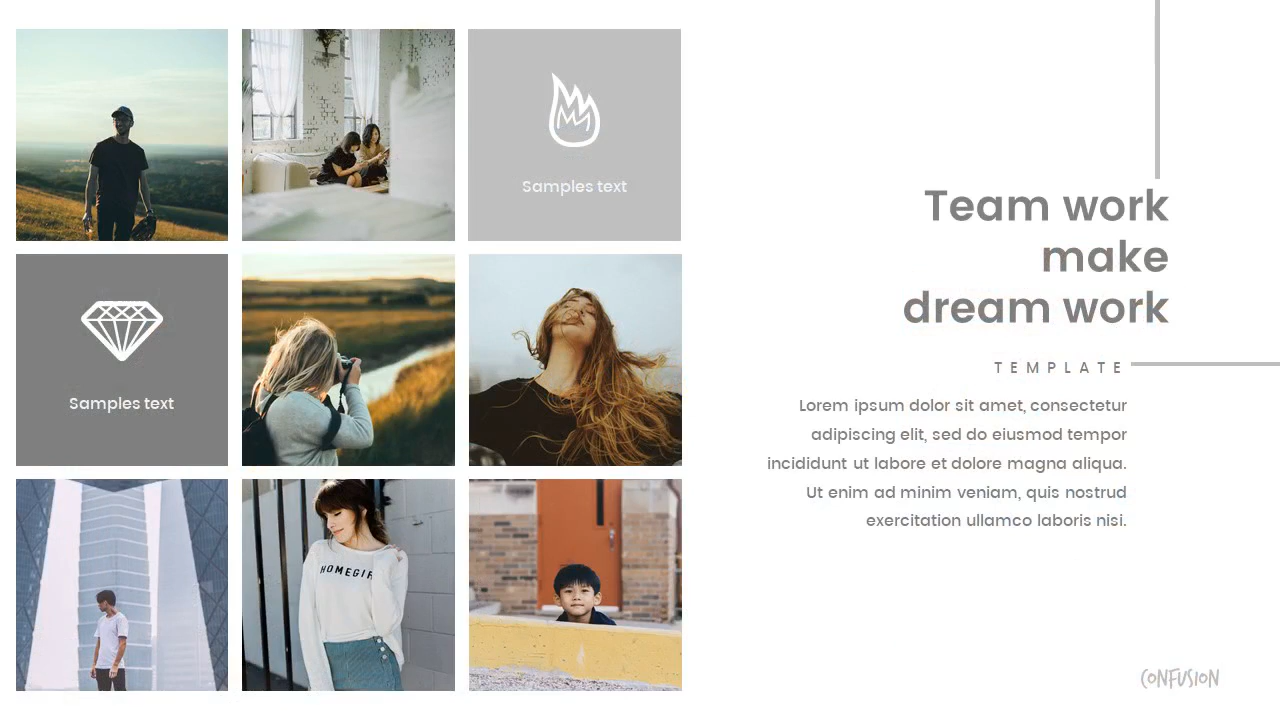 Samples text
Samples text
HOMEGIR
Team work
make
dream work
TEMPLATE
Lorem ipsum dolor sit amet, consectetur
adipiscing elit, sed do eiusmod tempor
incididunt ut labore et dolore magna aliqua.
Ut enim ad minim veniam, quis nostrud
exercitation ullamco laboris nisi.
CONFUSION